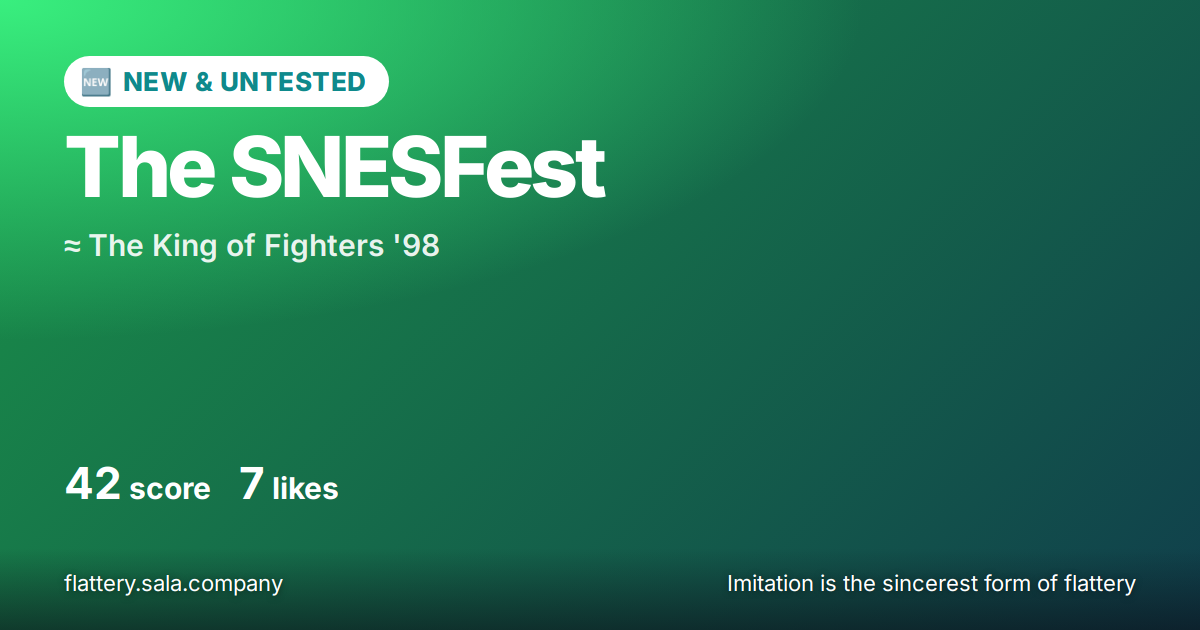 🆕 NEW & UNTESTED
The SNESFest
≈ The King of Fighters '98
42 score 7 likes
flattery.sala.company
Imitation is the sincerest form of flattery